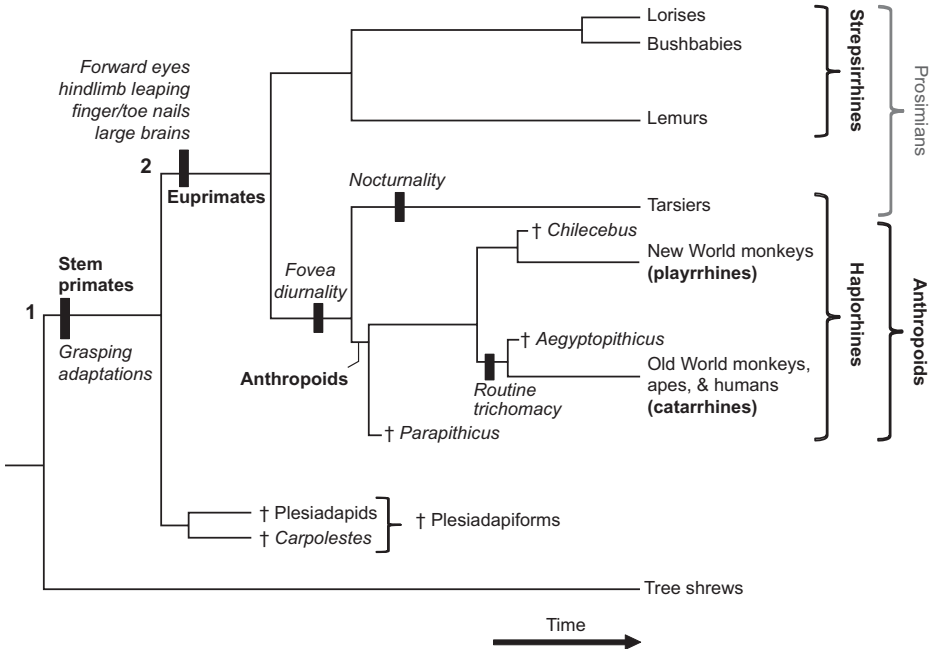 Lorises
Bushbabies
Lemurs
Strepsirrhines
Prosimians
Forward eyes
hindlimb leaping
finger/toe nails
large brains
2
Euprimates
Nocturnality
Tarsiers
† Chilecebus
New World monkeys
(playrrhines)
Fovea
diurnality
Stem
primates
1
Grasping
adaptations
Anthropoids
† Aegyptopithicus
Old World monkeys,
apes, & humans
(catarrhines)
Routine
trichomacy
† Parapithicus
Haplorhines
Anthropoids
† Plesiadapids
† Carpolestes
† Plesiadapiforms
Tree shrews
Time